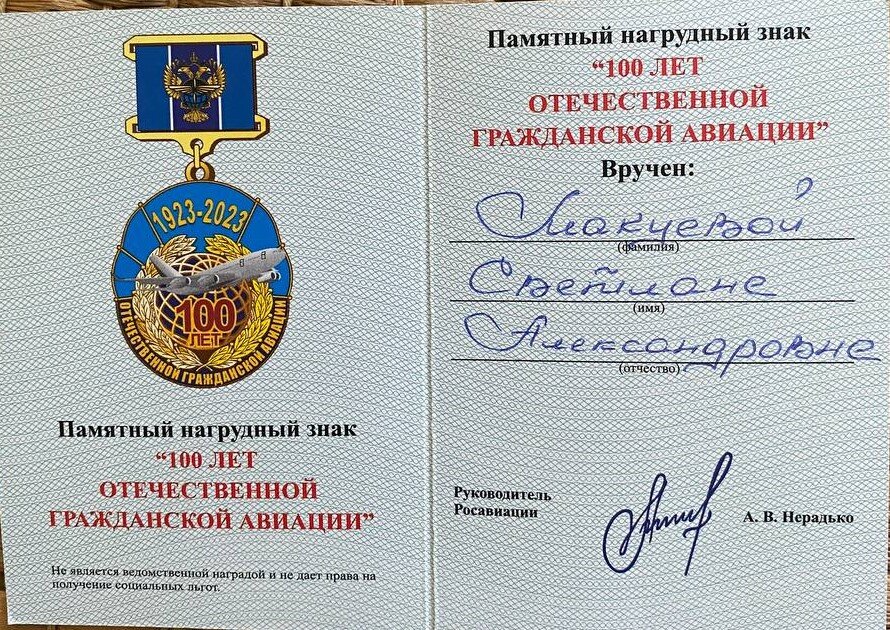 1923-2023
100
ЛЕТ
ОТЕЧЕСТВЕННОЙ ГРАЖДАНСКОЙ АВИАЦИИ
Памятный нагрудный знак
“100 ЛЕТ
ОТЕЧЕСТВЕННОЙ
ГРАЖДАНСКОЙ АВИАЦИИ”
Не является ведомственной наградой и не дает права на
получение социальных льгот.
Памятный нагрудный знак
“100 ЛЕТ
ОТЕЧЕСТВЕННОЙ
ГРАЖДАНСКОЙ АВИАЦИИ”
Вручен:
Макуевой
(фамилия)
Светлане
(имя)
Александровне
(отчество)
Руководитель
Росавиации
А. В. Нерадько